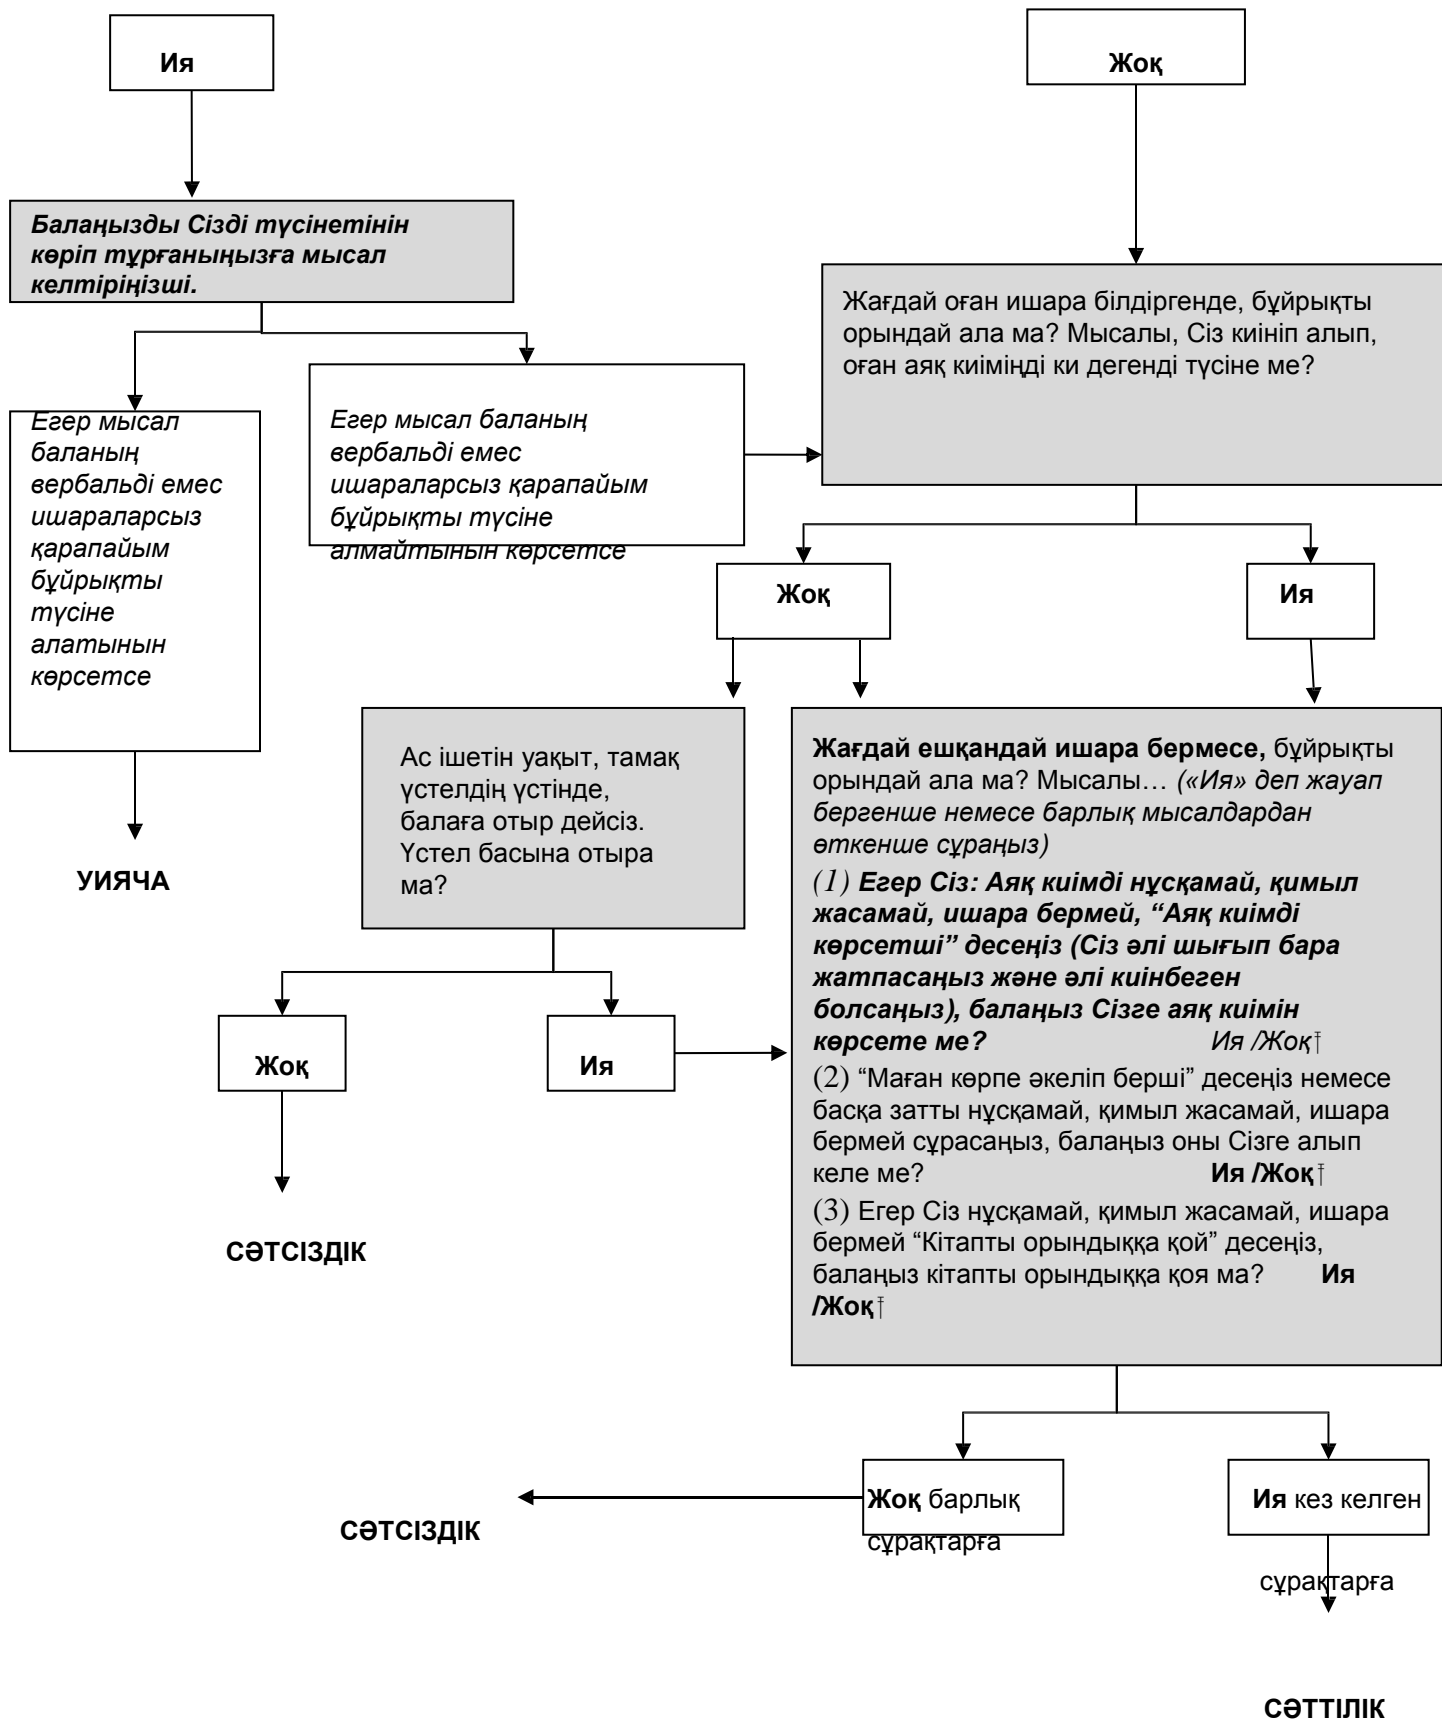 Ия
Жоқ
Балаңызды Сізді түсінетінін
көріп тұрғаныңызға мысал
келтіріңізші.
Жағдай оған ишара білдіргенде, бұйрықты
орындай ала ма? Мысалы, Сіз киініп алып,
оған аяқ киіміңді ки дегенді түсіне ме?
Егер мысал
баланың
вербальді емес
ишараларсыз
қарапайым
бұйрықты
түсіне
алатынын
көрсетсе
Егер мысал баланың
вербальді емес
ишараларсыз қарапайым
бұйрықты түсіне
алмайтынын көрсетсе
Жоқ
Ия
УИЯЧА
Ас ішетін уақыт, тамақ
үстелдің үстінде,
балаға отыр дейсіз.
Үстел басына отыра
ма?
Жағдай ешқандай ишара бермесе, бұйрықты
орындай ала ма? Мысалы… («Ия» деп жауап
бергенше немесе барлық мысалдардан
өткенше сұраңыз)
(1) Егер Сіз: Аяқ киімді нұсқамай, қимыл
жасамай, ишара бермей, “Аяқ киімді
көрсетші” десеңіз (Сіз әлі шығып бара
жатпасаңыз және әлі киінбеген
болсаңыз), балаңыз Сізге аяқ киімін
көрсете ме? Ия /Жоқ†
(2) “Маған көрпе әкеліп берші” десеңіз немесе
басқа затты нұсқамай, қимыл жасамай, ишара
бермей сұрасаңыз, балаңыз оны Сізге алып
келе ме? Ия /Жоқ†
(3) Егер Сіз нұсқамай, қимыл жасамай, ишара
бермей “Кітапты орындыққа қой” десеңіз,
балаңыз кітапты орындыққа қоя ма? Ия
/Жоқ†
Жоқ
Ия
СӘТСІЗДІК
Жоқ барлық
сұрақтарға
Ия кез келген
сұрақтарға
СӘТСІЗДІК
СӘТТІЛІК